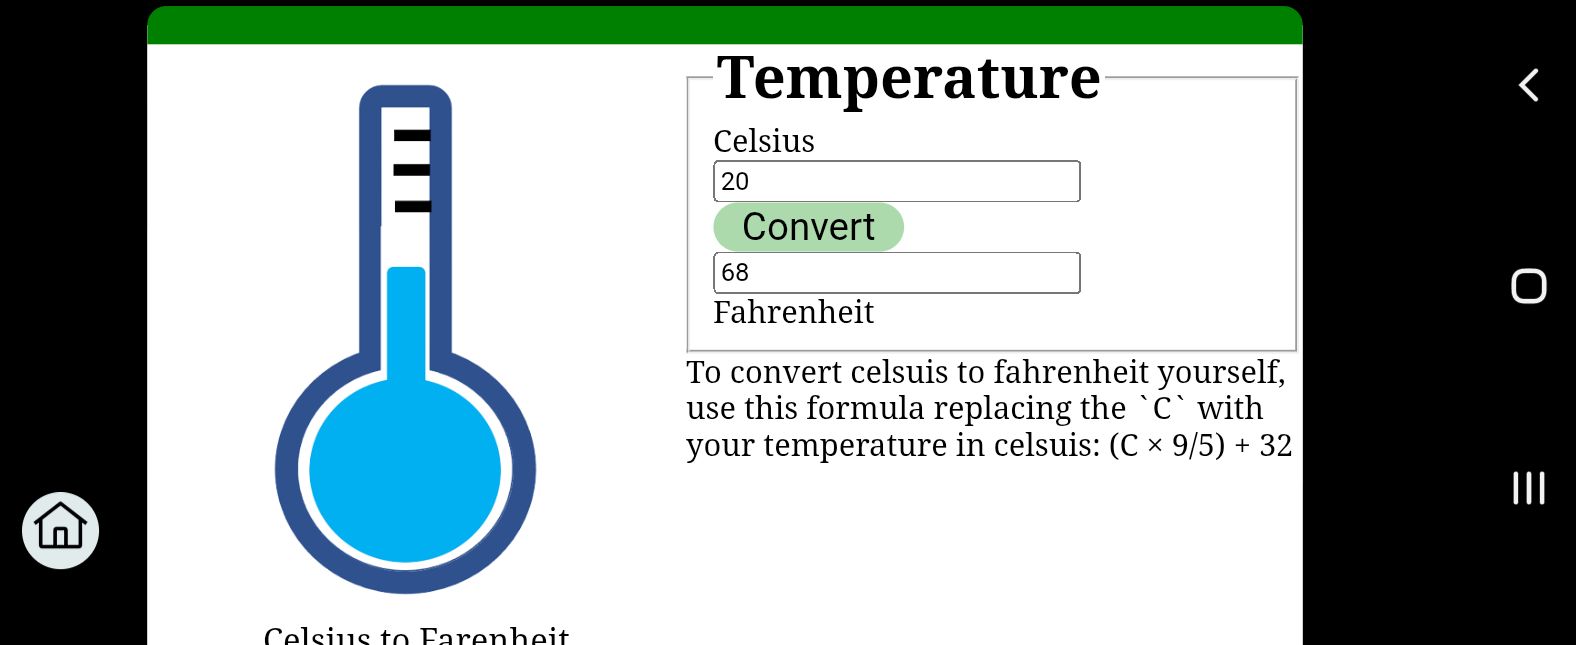 Temperature
Celsius
20
Convert
68
Fahrenheit
To convert celsuis to fahrenheit yourself,
use this formula replacing the `C` with
your temperature in celsuis: (C × 9/5) + 32
Celsius to Farenheit